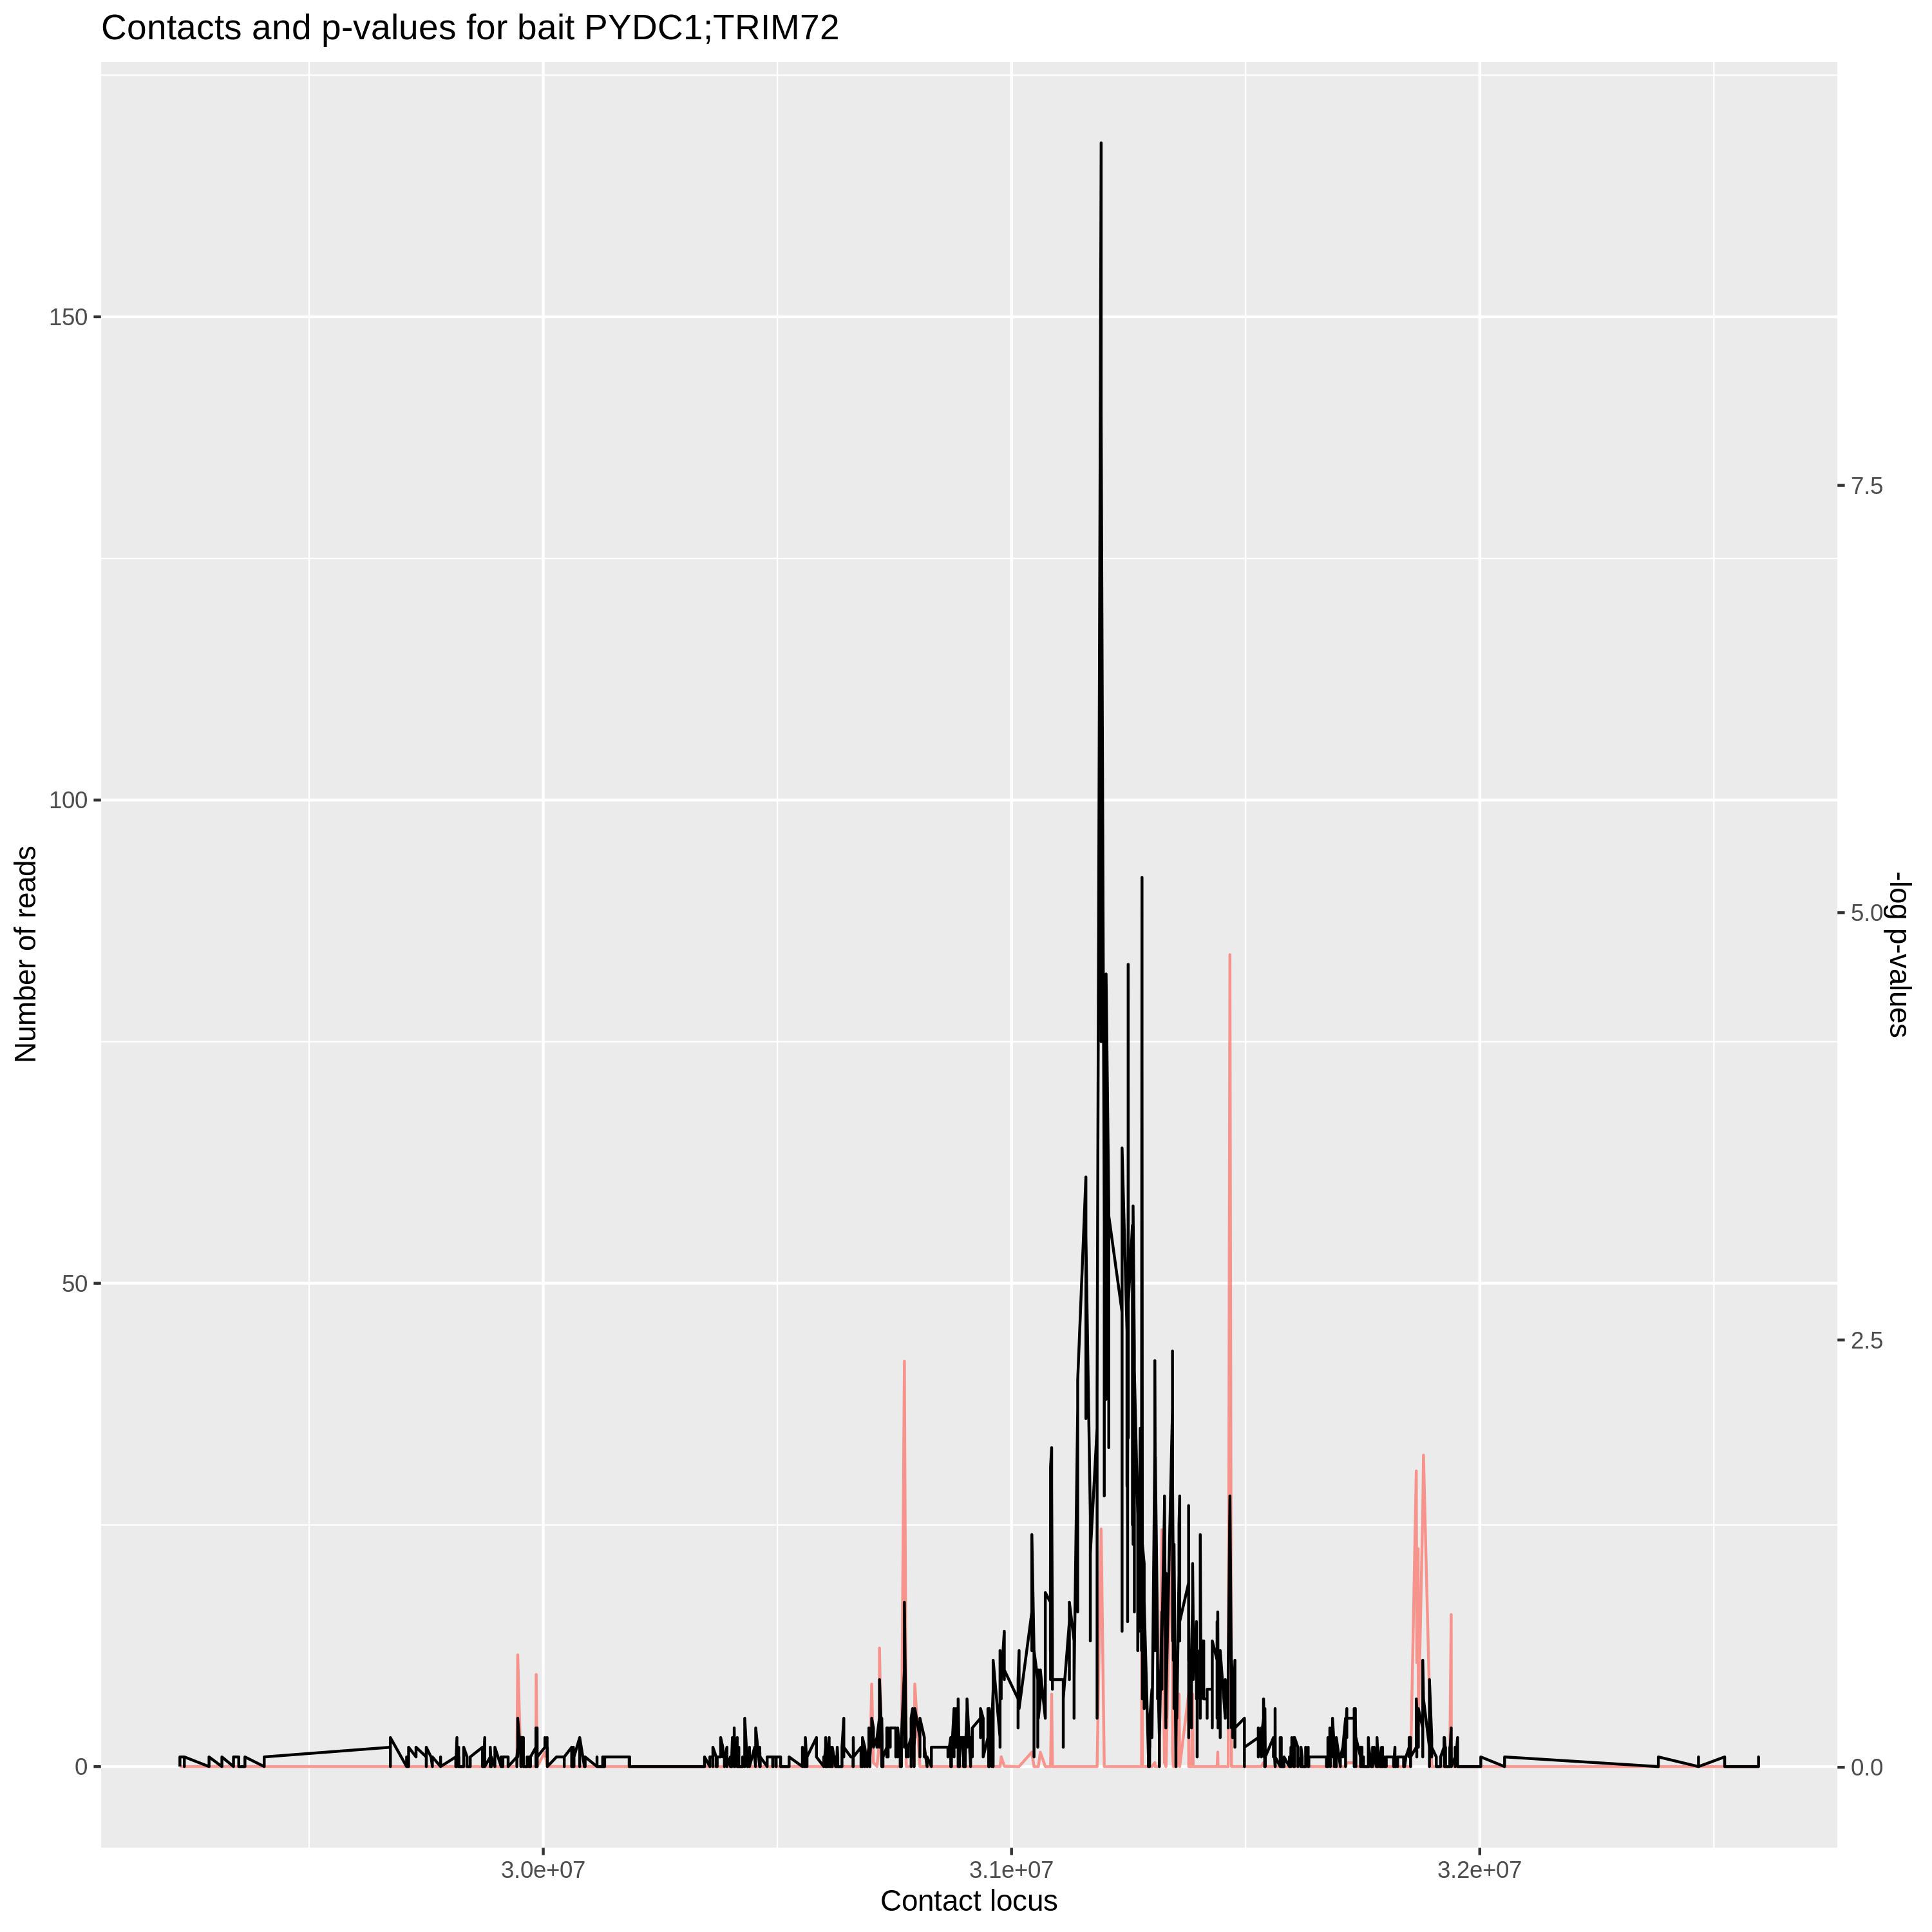 Contacts and p-values for bait PYDC1;TRIM72
150
100
50
0
Number of reads
7.5
5.0
2.5
0.0
-log p-values
3.0e+07
3.1e+07
3.2e+07
Contact locus